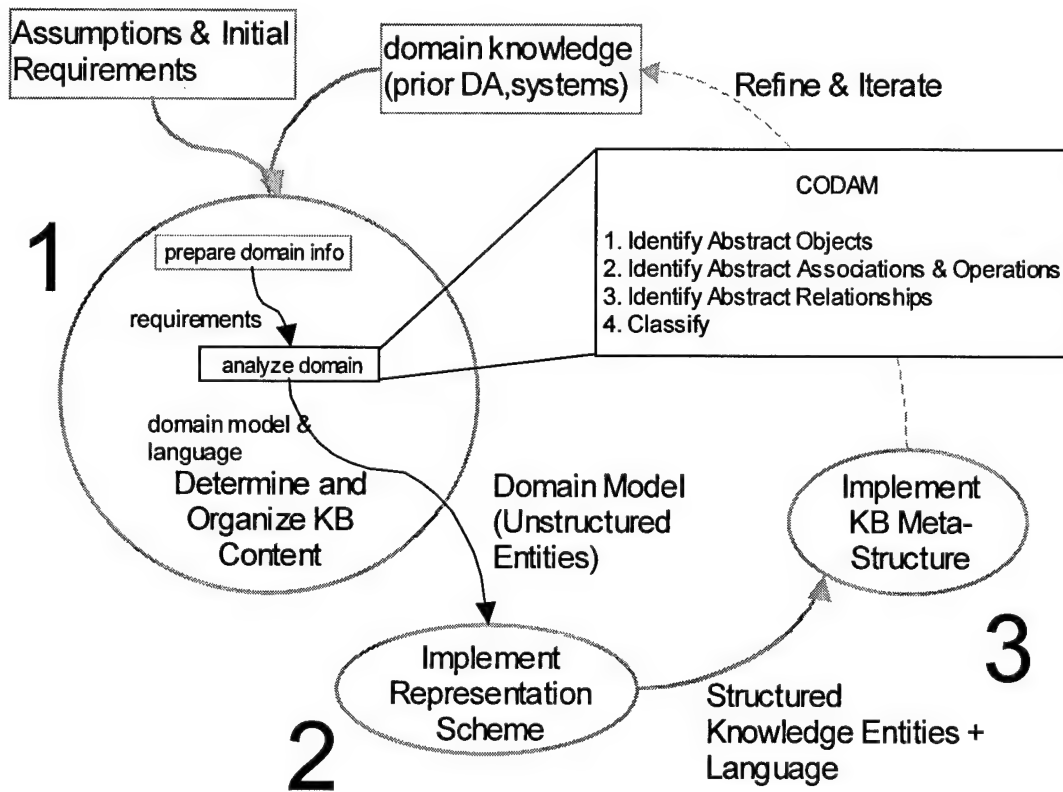 Assumptions & Initial
Requirements
domain knowledge
(prior DA,systems)
Refine & Iterate
CODAM
1. Identify Abstract Objects
2. Identify Abstract Associations & Operations
3. Identify Abstract Relationships
4. Classify
1
prepare domain info
requirements
analyze domain
domain model &
language
Determine and
Organize KB
Content
Domain Model
(Unstructured
Entities)
Implement
KB Meta-
Structure
3
Implement
Representation
Scheme
2
Structured
Knowledge Entities +
Language